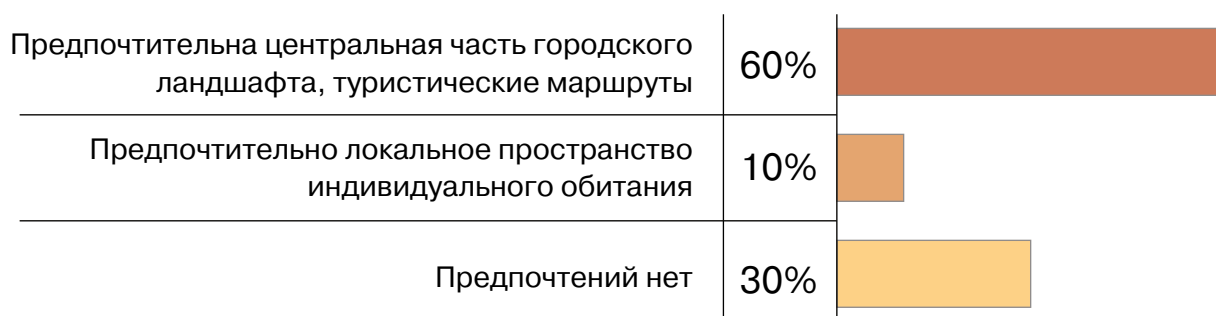 Предпочтительна центральная часть городского
ландшафта, туристические маршруты
60%
Предпочтительно локальное пространство
индивидуального обитания
10%
Предпочтений нет
30%